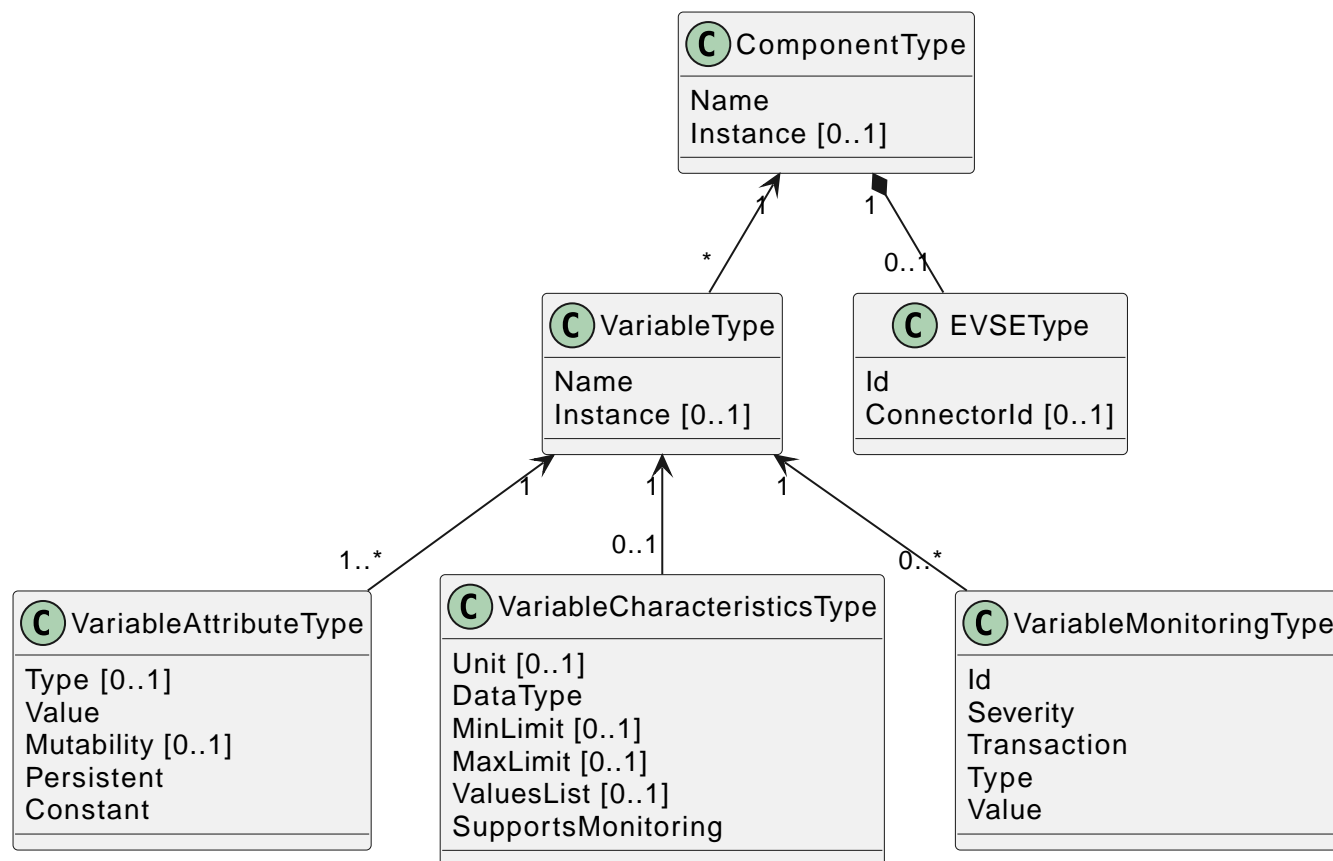 C ComponentType
Name
Instance [0..1]
1
1
*
0..1
C VariableType
Name
Instance [0..1]
C EVSEType
Id
ConnectorId [0..1]
1
1
1
1..*
0..1
0..*
C VariableAttributeType
Type [0..1]
Value
Mutability [0..1]
Persistent
Constant
C VariableCharacteristicsType
Unit [0..1]
DataType
MinLimit [0..1]
MaxLimit [0..1]
ValuesList [0..1]
SupportsMonitoring
C VariableMonitoringType
Id
Severity
Transaction
Type
Value